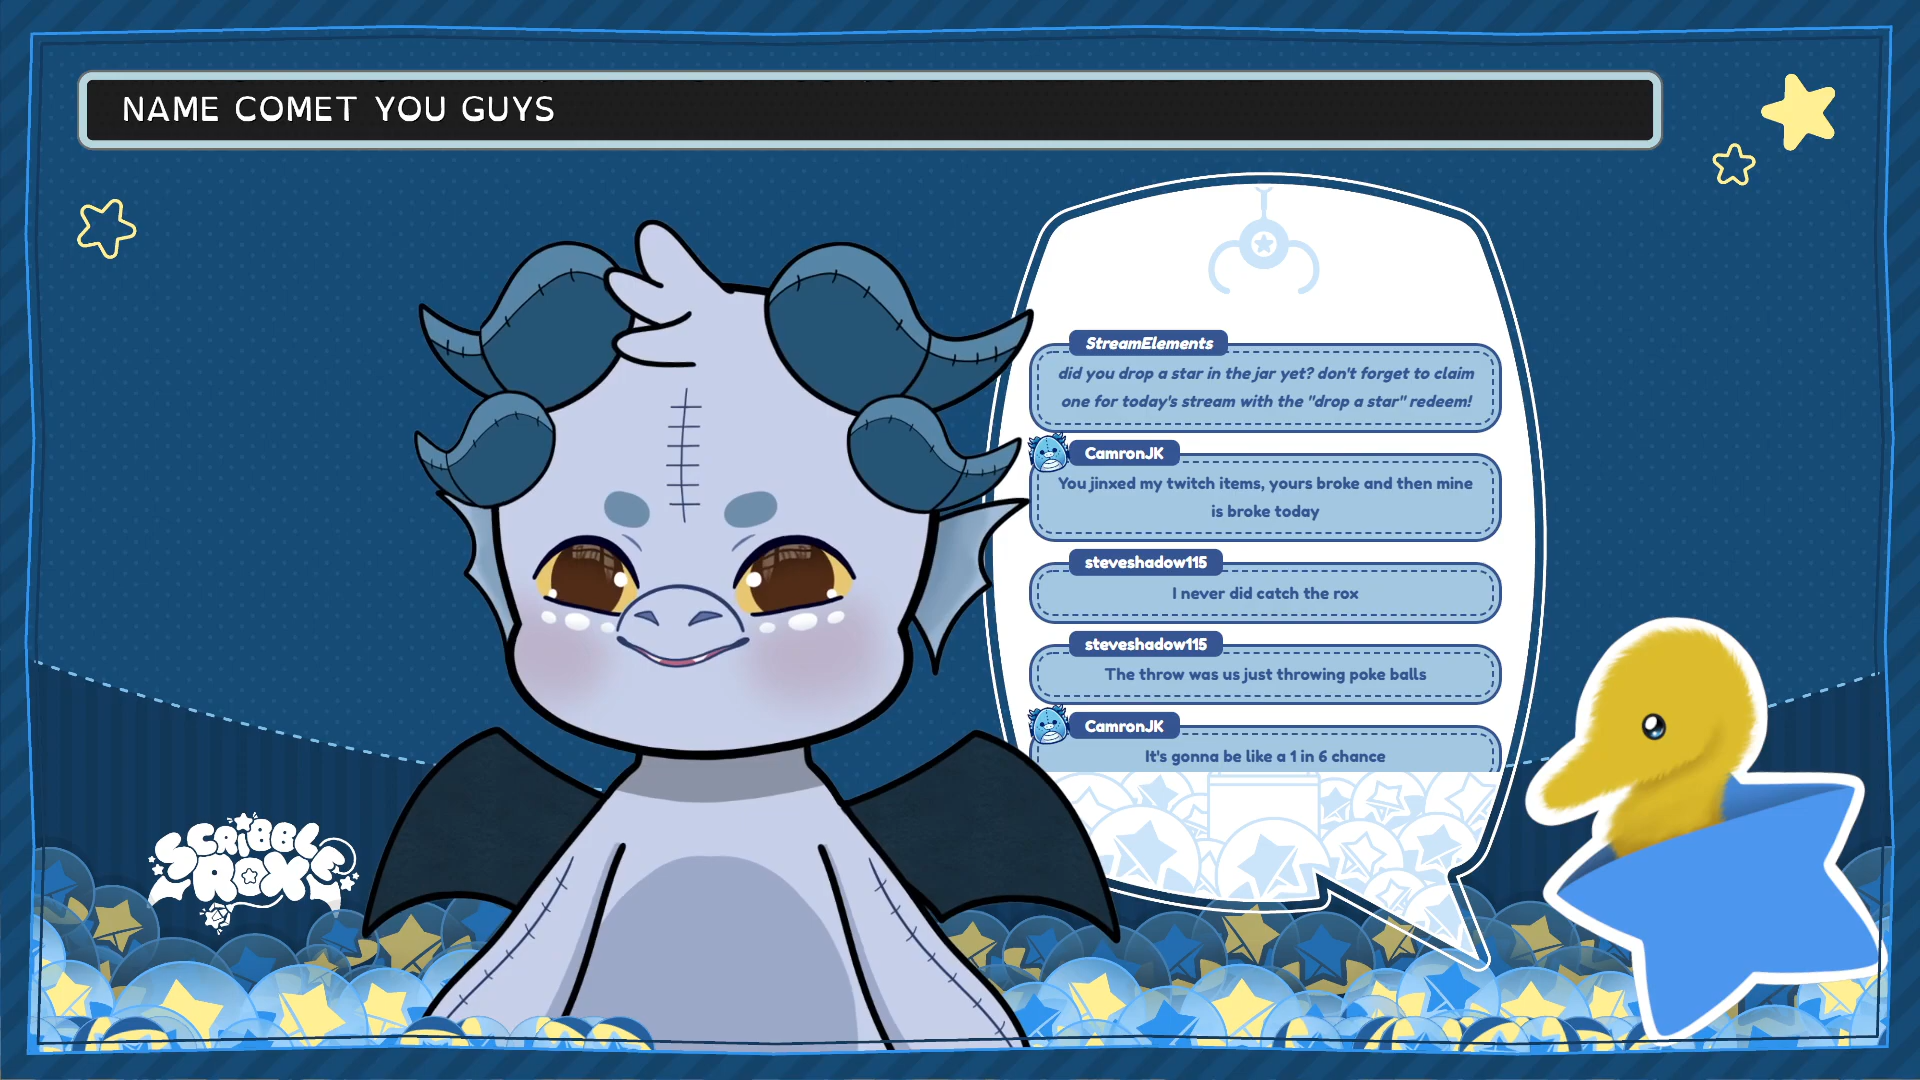 NAME COMET YOU GUYS
StreamElements
did you drop a star in the jar yet? don't forget to claim
one for today's stream with the "drop a star" redeem!
CamronJK
You jinxed my twitch items, yours broke and then mine
is broke today
steveshadow115
I never did catch the rox
steveshadow115
The throw was us just throwing poke balls
CamronJK
It's gonna be like a 1 in 6 chance
SCRIBBLE
ROX